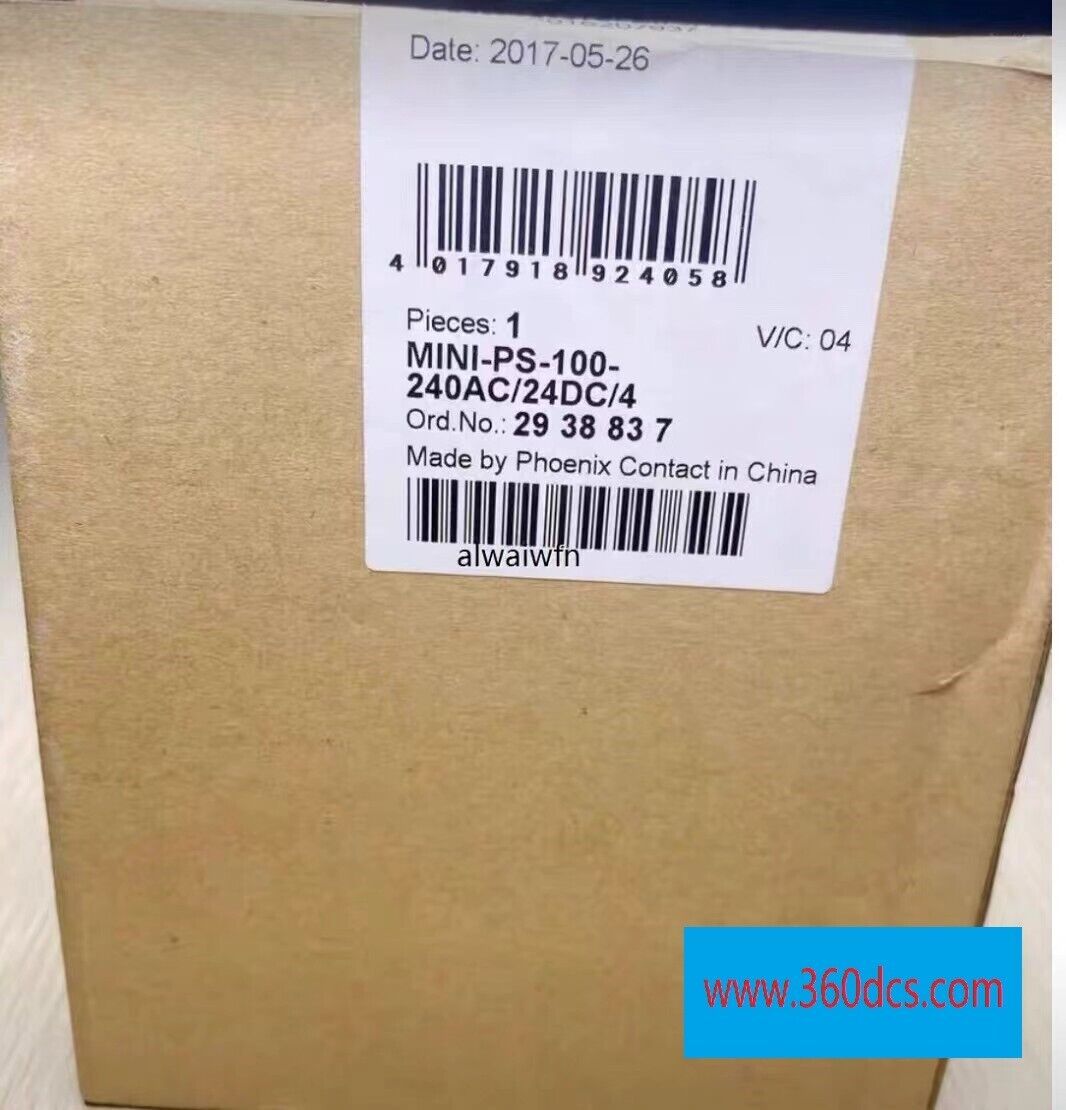 Date: 2017-05-26
4 017918 924058
Pieces: 1
V/C: 04
MINI-PS-100-
240AC/24DC/4
Ord.No.: 29 38 83 7
Made by Phoenix Contact in China
alwaiwfn
www.360dcs.com